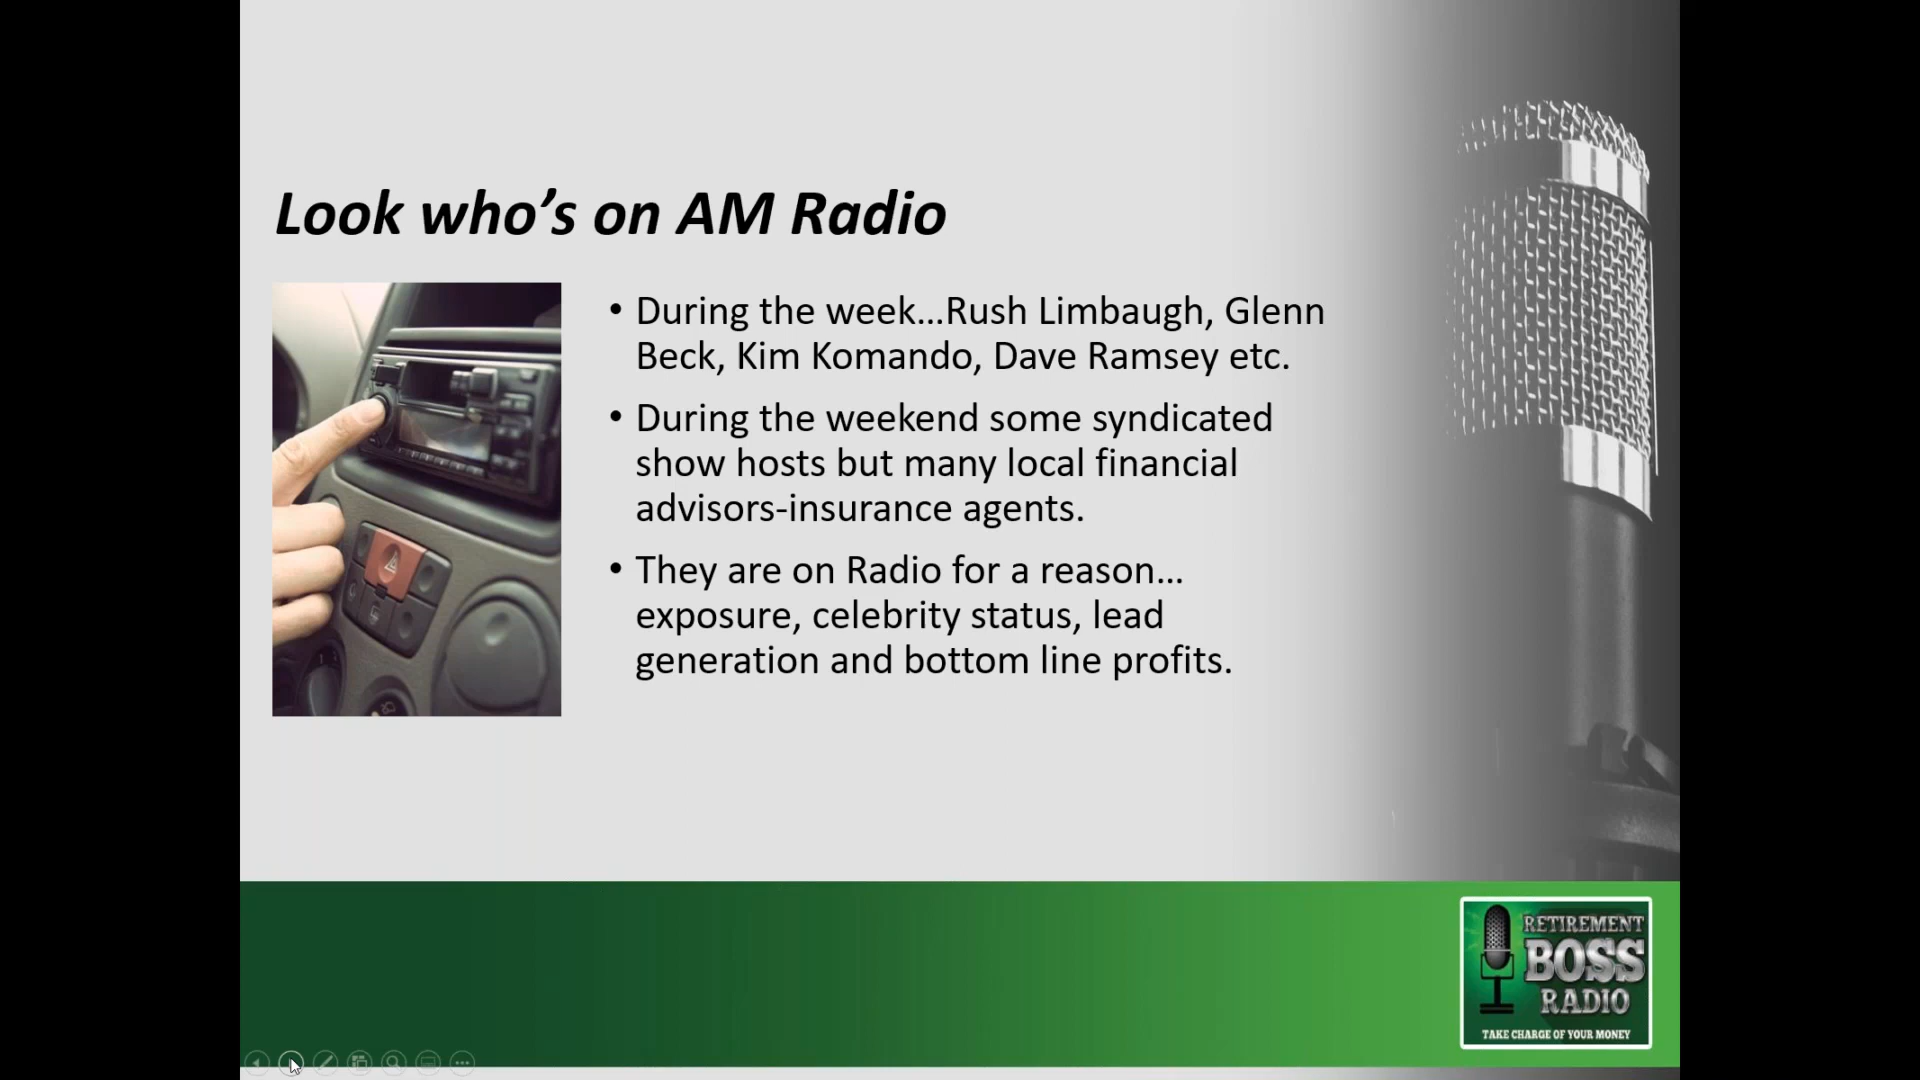 Look who’s on AM Radio
• During the week...Rush Limbaugh, Glenn
Beck, Kim Komando, Dave Ramsey etc.
• During the weekend some syndicated
show hosts but many local financial
advisors-insurance agents.
• They are on Radio for a reason...
exposure, celebrity status, lead
generation and bottom line profits.
RETIREMENT
BOSS
RADIO
TAKE CHARGE OF YOUR MONEY